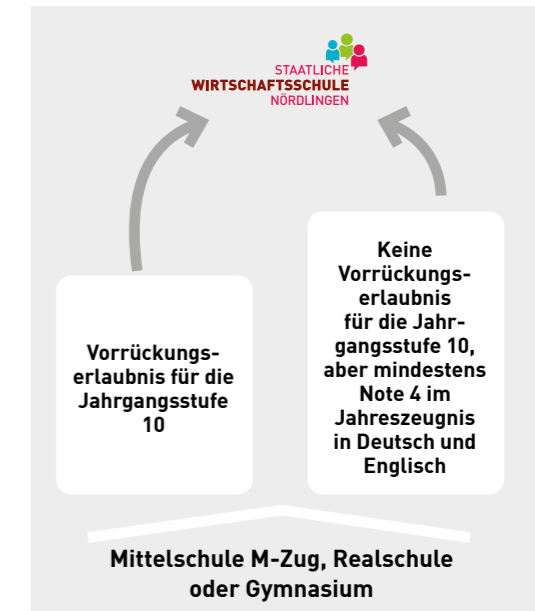 STAATLICHE
WIRTSCHAFTSSCHULE
NÖRDLINGEN
Vorrückungs-
erlaubnis für die
Jahrgangsstufe
10
Keine
Vorrückungs-
erlaubnis
für die Jahr-
gangsstufe 10,
aber mindestens
Note 4 im
Jahreszeugnis
in Deutsch und
Englisch
Mittelschule M-Zug, Realschule
oder Gymnasium